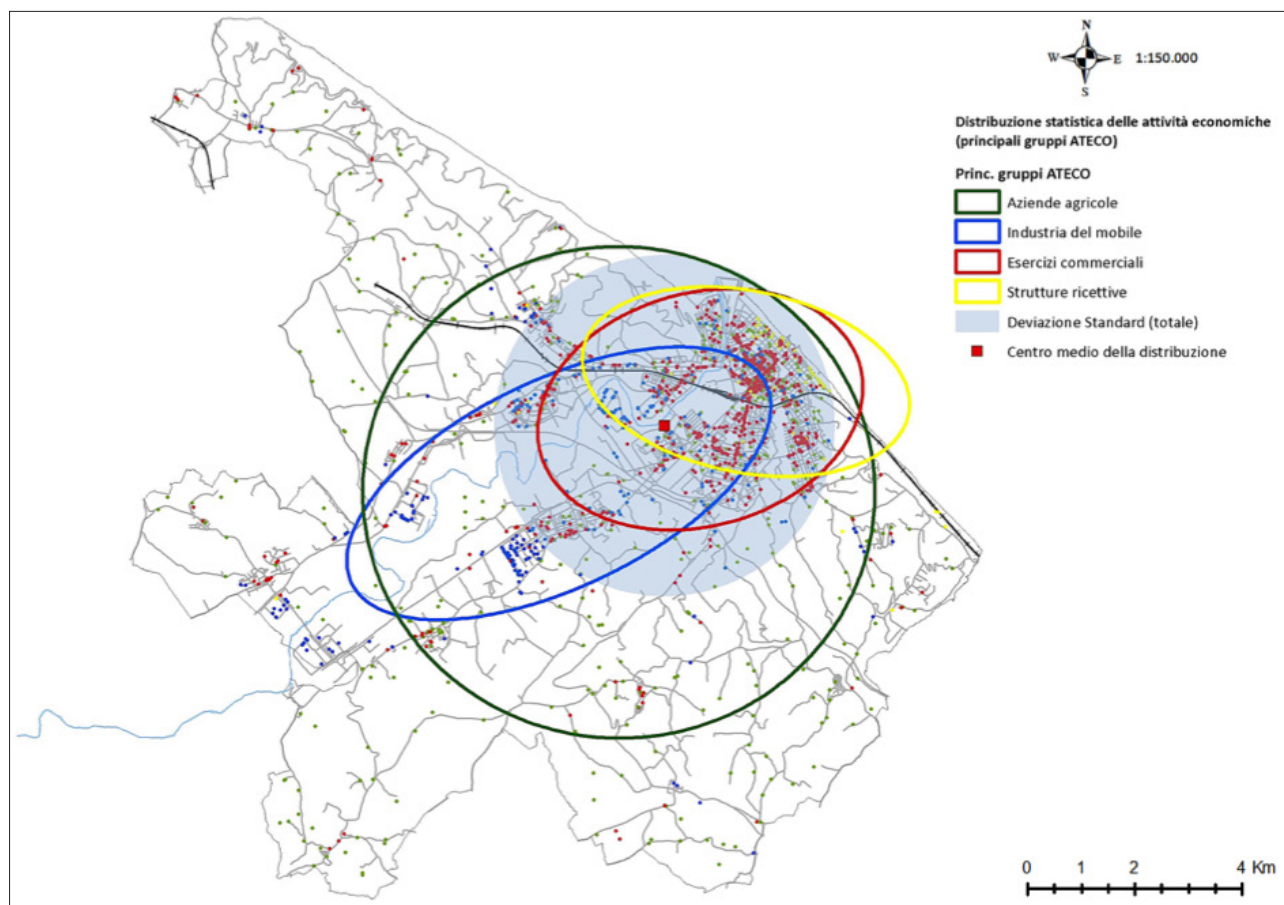 N
W E 1:150.000
S
Distribuzione statistica delle attività economiche
(principali gruppi ATECO)
Princ. gruppi ATECO
Aziende agricole
Industria del mobile
Esercizi commerciali
Strutture ricettive
Deviazione Standard (totale)
Centro medio della distribuzione
0 1 2 4 Km